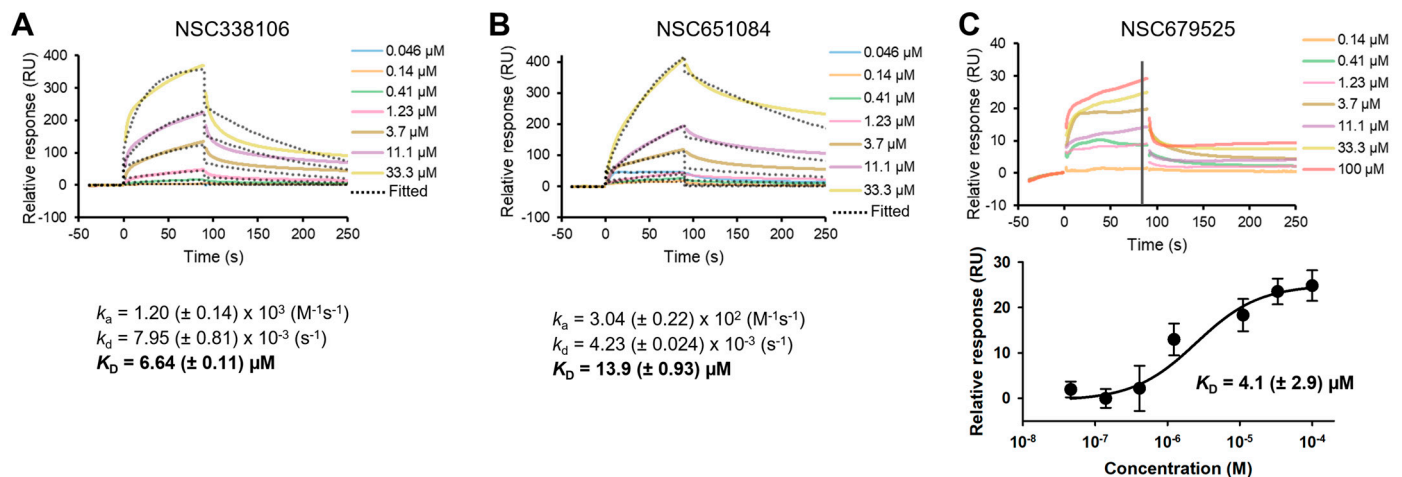 A
NSC338106
Relative response (RU)
400
300
200
100
0
-100
-50 0 50 100 150 200 250
Time (s)
0.046 µM
0.14 µM
0.41 µM
1.23 µM
3.7 µM
11.1 µM
33.3 µM
Fitted
kₐ = 1.20 (± 0.14) x 10³ (M⁻¹s⁻¹)
k_d = 7.95 (± 0.81) x 10⁻³ (s⁻¹)
K_D = 6.64 (± 0.11) µM
B
NSC651084
Relative response (RU)
400
300
200
100
0
-100
-50 0 50 100 150 200 250
Time (s)
0.046 µM
0.14 µM
0.41 µM
1.23 µM
3.7 µM
11.1 µM
33.3 µM
Fitted
kₐ = 3.04 (± 0.22) x 10² (M⁻¹s⁻¹)
k_d = 4.23 (± 0.024) x 10⁻³ (s⁻¹)
K_D = 13.9 (± 0.93) µM
C
NSC679525
Relative response (RU)
40
30
20
10
0
-10
-50 0 50 100 150 200 250
Time (s)
0.14 µM
0.41 µM
1.23 µM
3.7 µM
11.1 µM
33.3 µM
100 µM
Relative response (RU)
30
20
10
0
K_D = 4.1 (± 2.9) µM
10⁻⁸ 10⁻⁷ 10⁻⁶ 10⁻⁵ 10⁻⁴
Concentration (M)